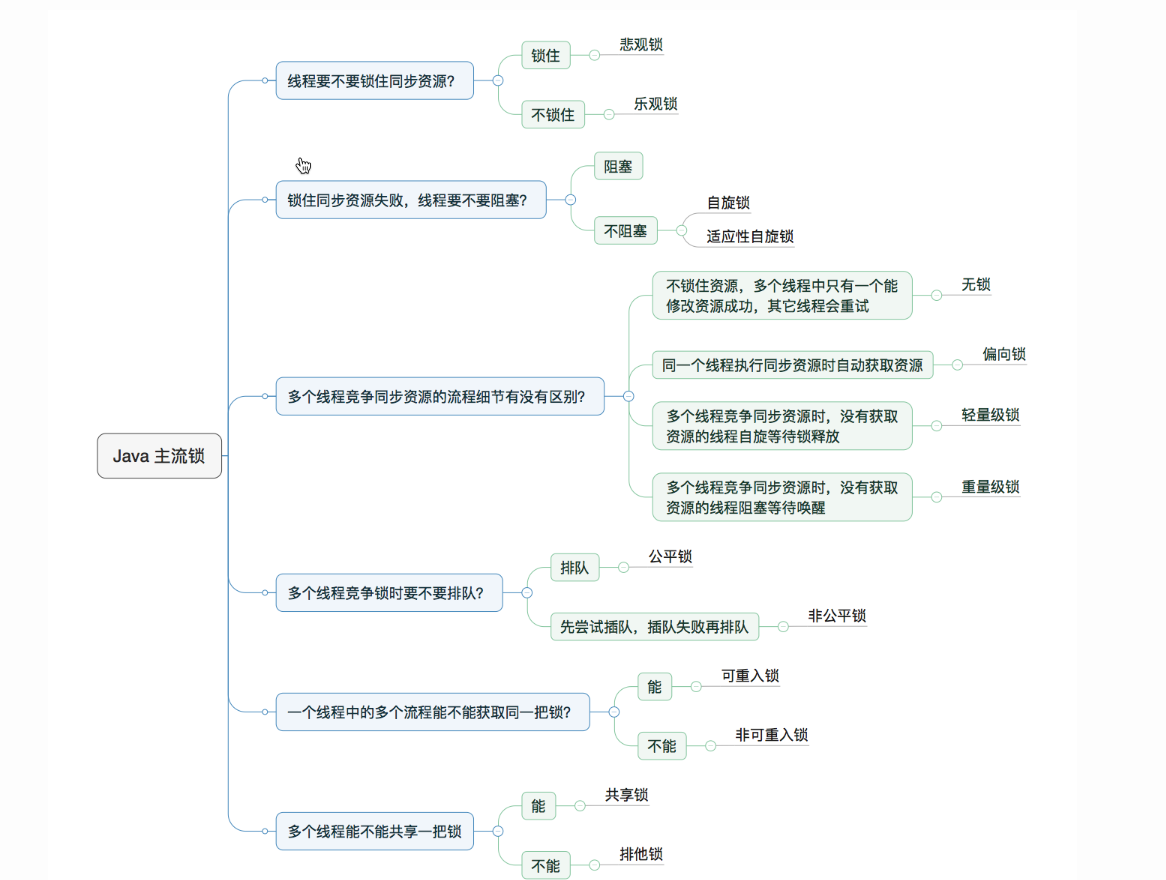 Java 主流锁
线程要不要锁住同步资源?
锁住
悲观锁
不锁住
乐观锁
锁住同步资源失败，线程要不要阻塞?
阻塞
不阻塞
自旋锁
适应性自旋锁
多个线程竞争同步资源的流程细节有没有区别?
不锁住资源，多个线程中只有一个能
修改资源成功，其它线程会重试
无锁
同一个线程执行同步资源时自动获取资源
偏向锁
多个线程竞争同步资源时，没有获取
资源的线程自旋等待锁释放
轻量级锁
多个线程竞争同步资源时，没有获取
资源的线程阻塞等待唤醒
重量级锁
多个线程竞争锁时要不要排队?
排队
公平锁
先尝试插队，插队失败再排队
非公平锁
一个线程中的多个流程能不能获取同一把锁?
能
可重入锁
不能
非可重入锁
多个线程能不能共享一把锁
能
共享锁
不能
排他锁